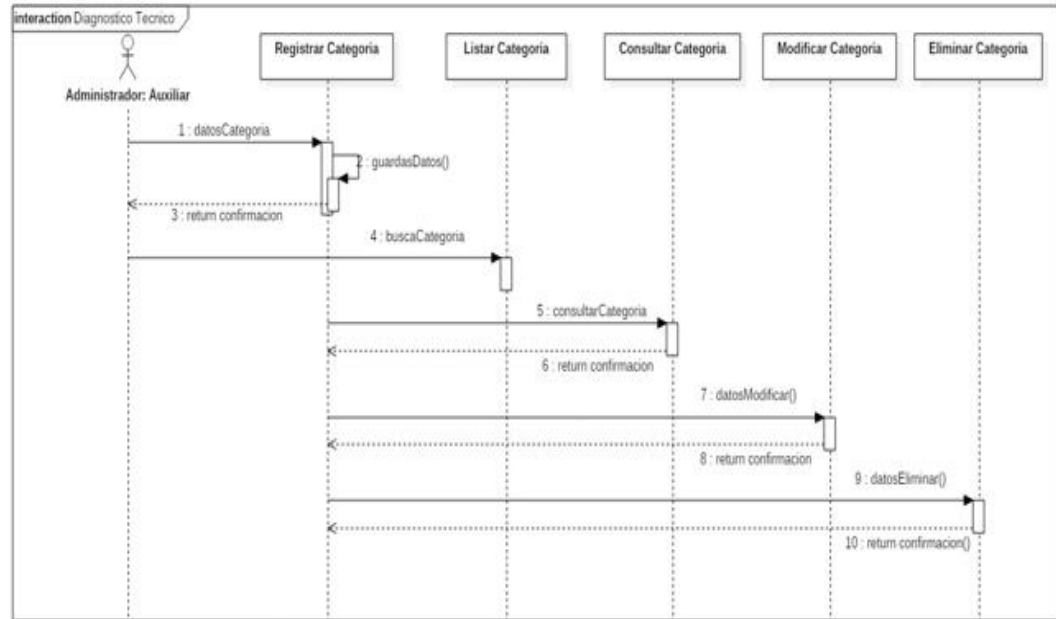 interaction Diagnostico Tecnico
Registrar Categoria
Listar Categoria
Consultar Categoria
Modificar Categoria
Eliminar Categoria
Administrador: Auxiliar
1 : datosCategoria
2 : guardasDatos()
3 : return confirmacion
4 : buscaCategoria
5 : consultarCategoria
6 : return confirmacion
7 : datosModificar()
8 : return confirmacion
9 : datosEliminar()
10 : return confirmacion()